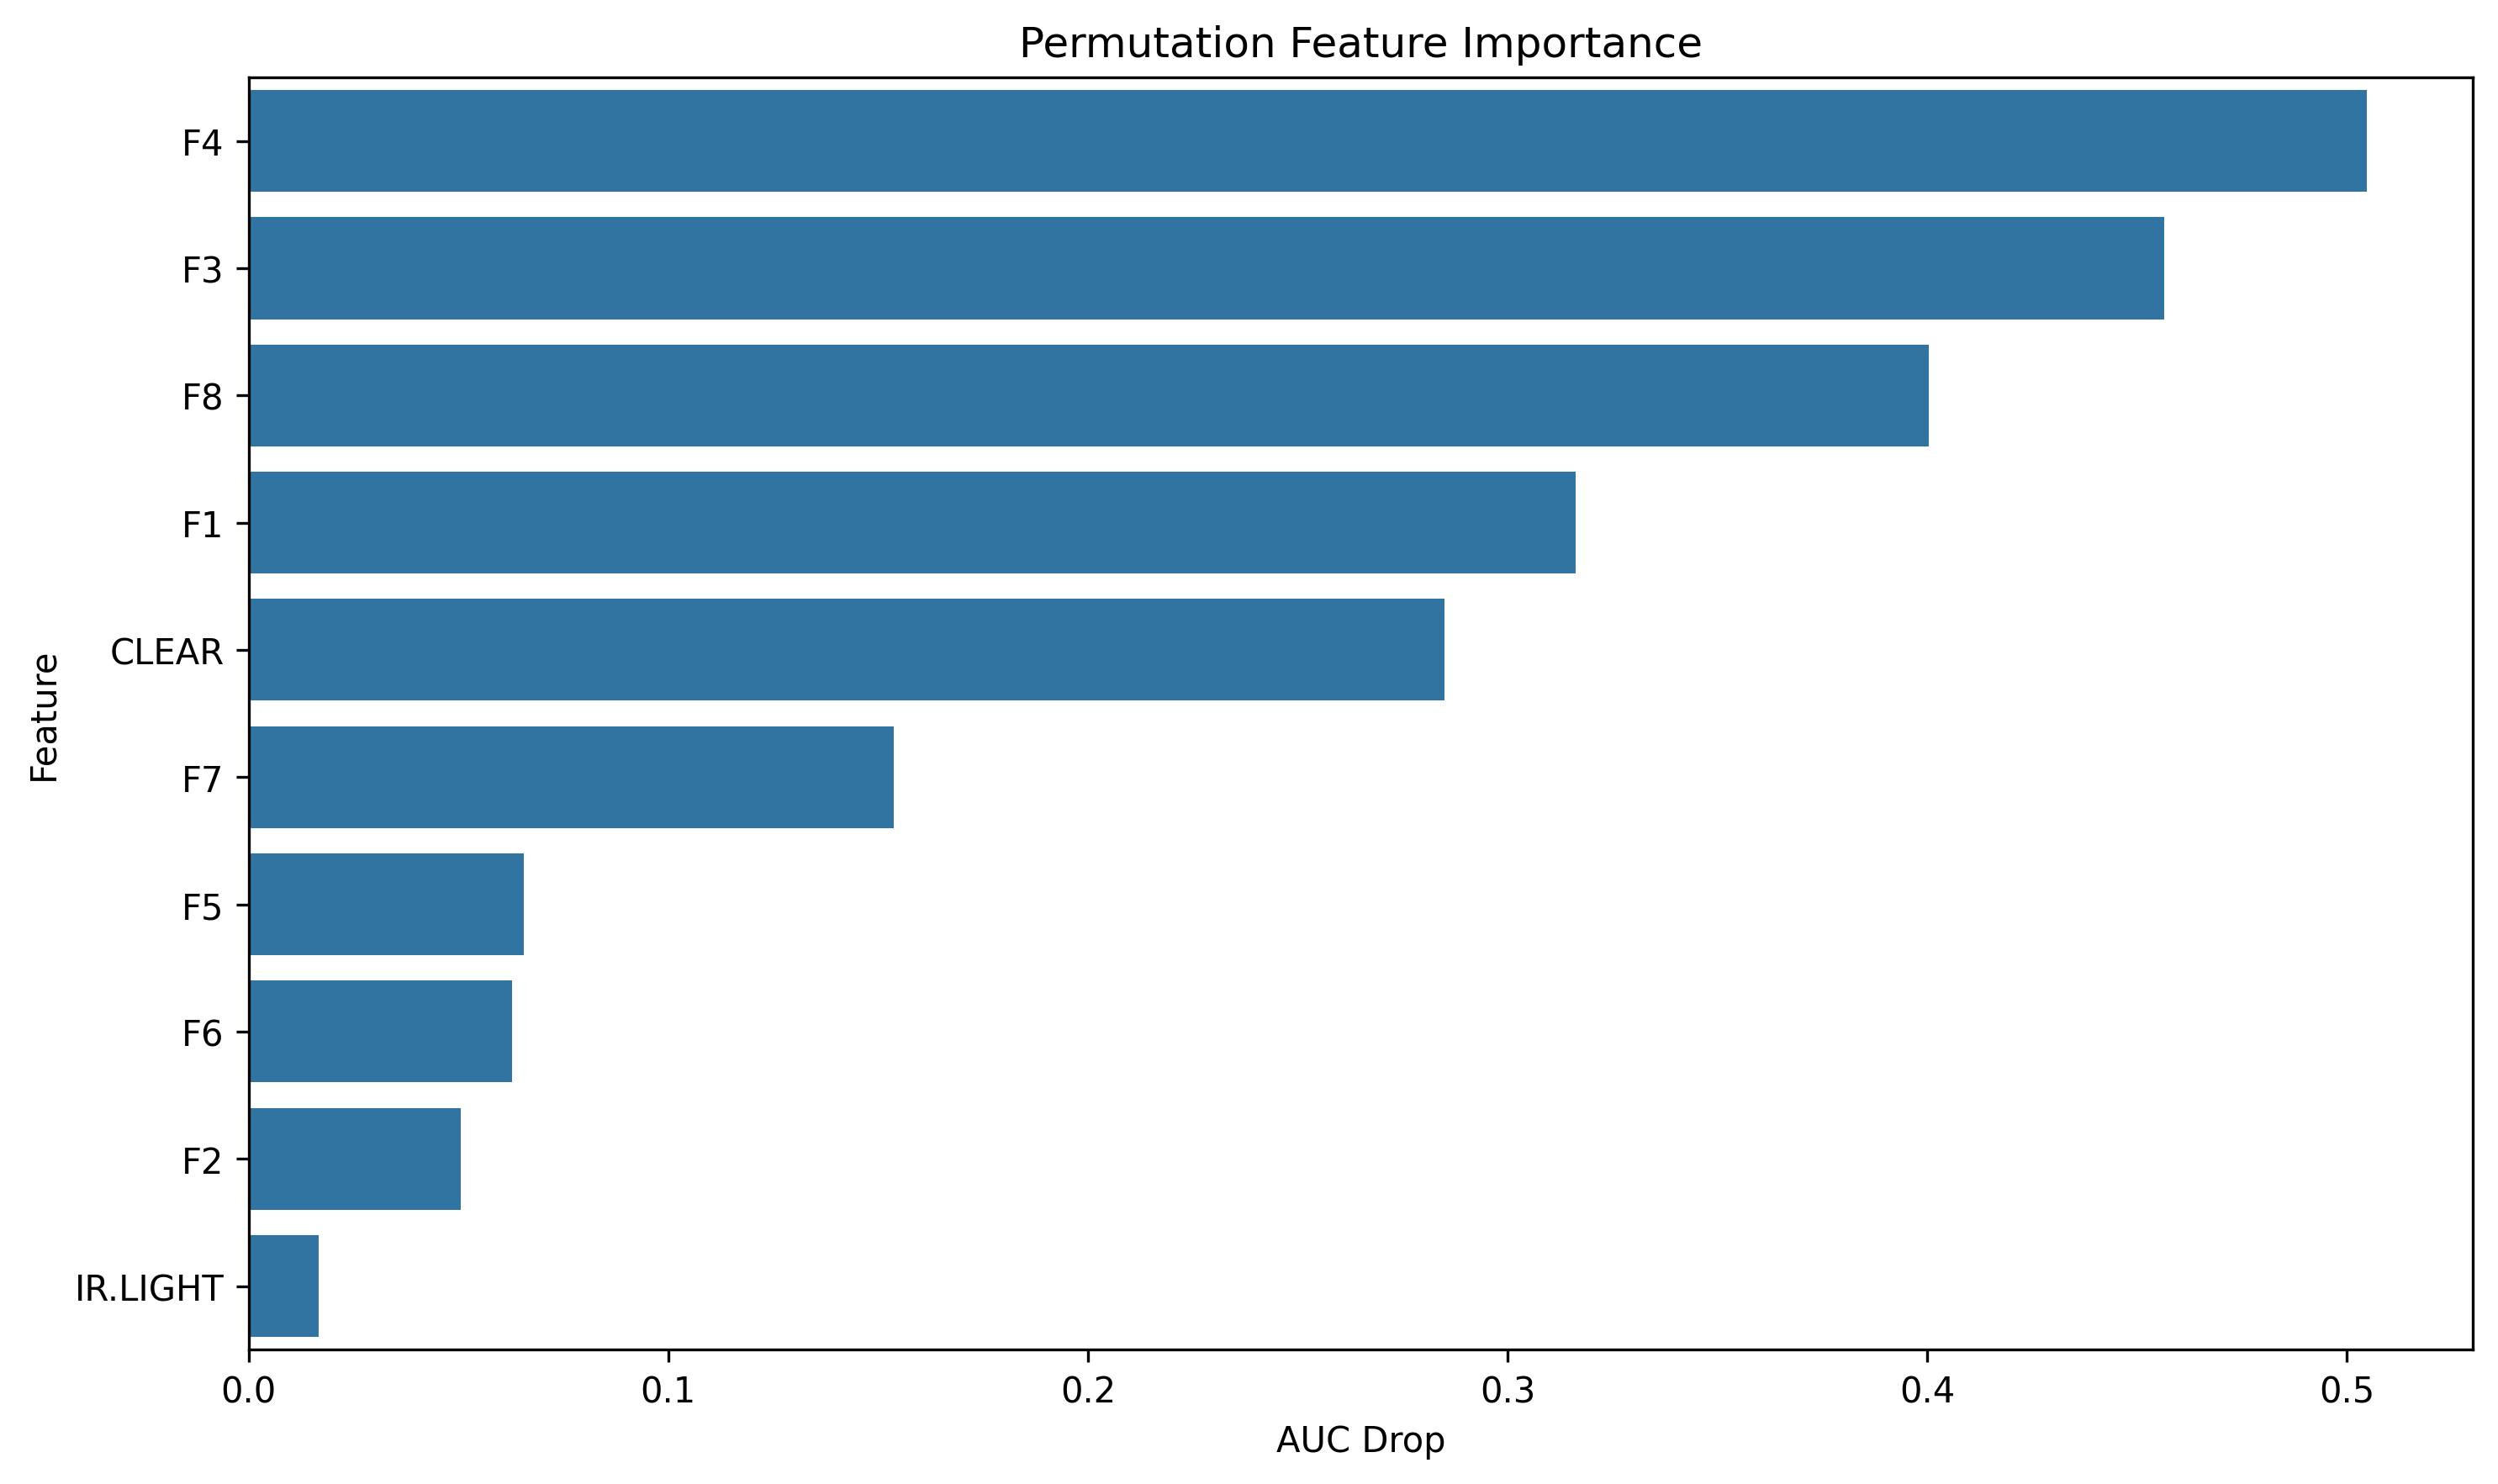 Permutation Feature Importance
F4
F3
F8
F1
CLEAR
F7
F5
F6
F2
IR.LIGHT
Feature
0.0 0.1 0.2 0.3 0.4 0.5
AUC Drop